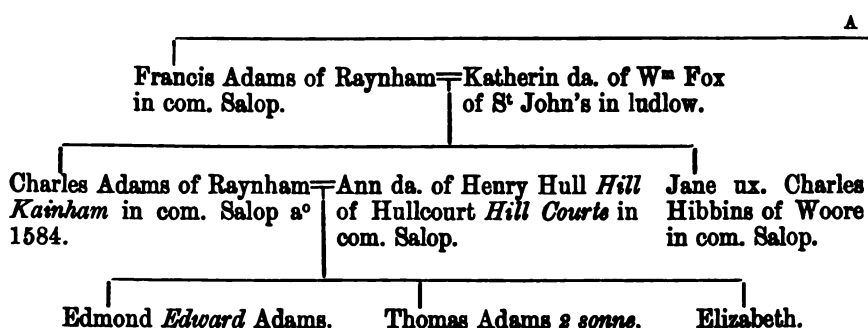 A
Francis Adams of Raynham=Katherin da. of Wm Fox
in com. Salop.
of St John's in ludlow.
Charles Adams of Raynham=Ann da. of Henry Hull Hill
Kainham in com. Salop ao
1584.
of Hullcourt Hill Courts in
com. Salop.
Jane ux. Charles
Hibbins of Woore
in com. Salop.
Edmond Edward Adams.
Thomas Adams 2 sonne.
Elizabeth.